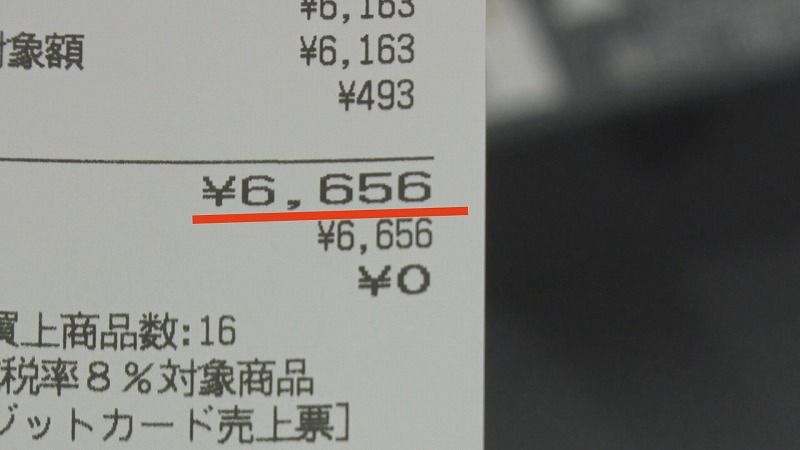 ¥6,163
対象額 ¥6,163
¥493
¥6,656
¥6,656
¥0
買上商品数:16
税率8%対象商品
ジットカード売上票]